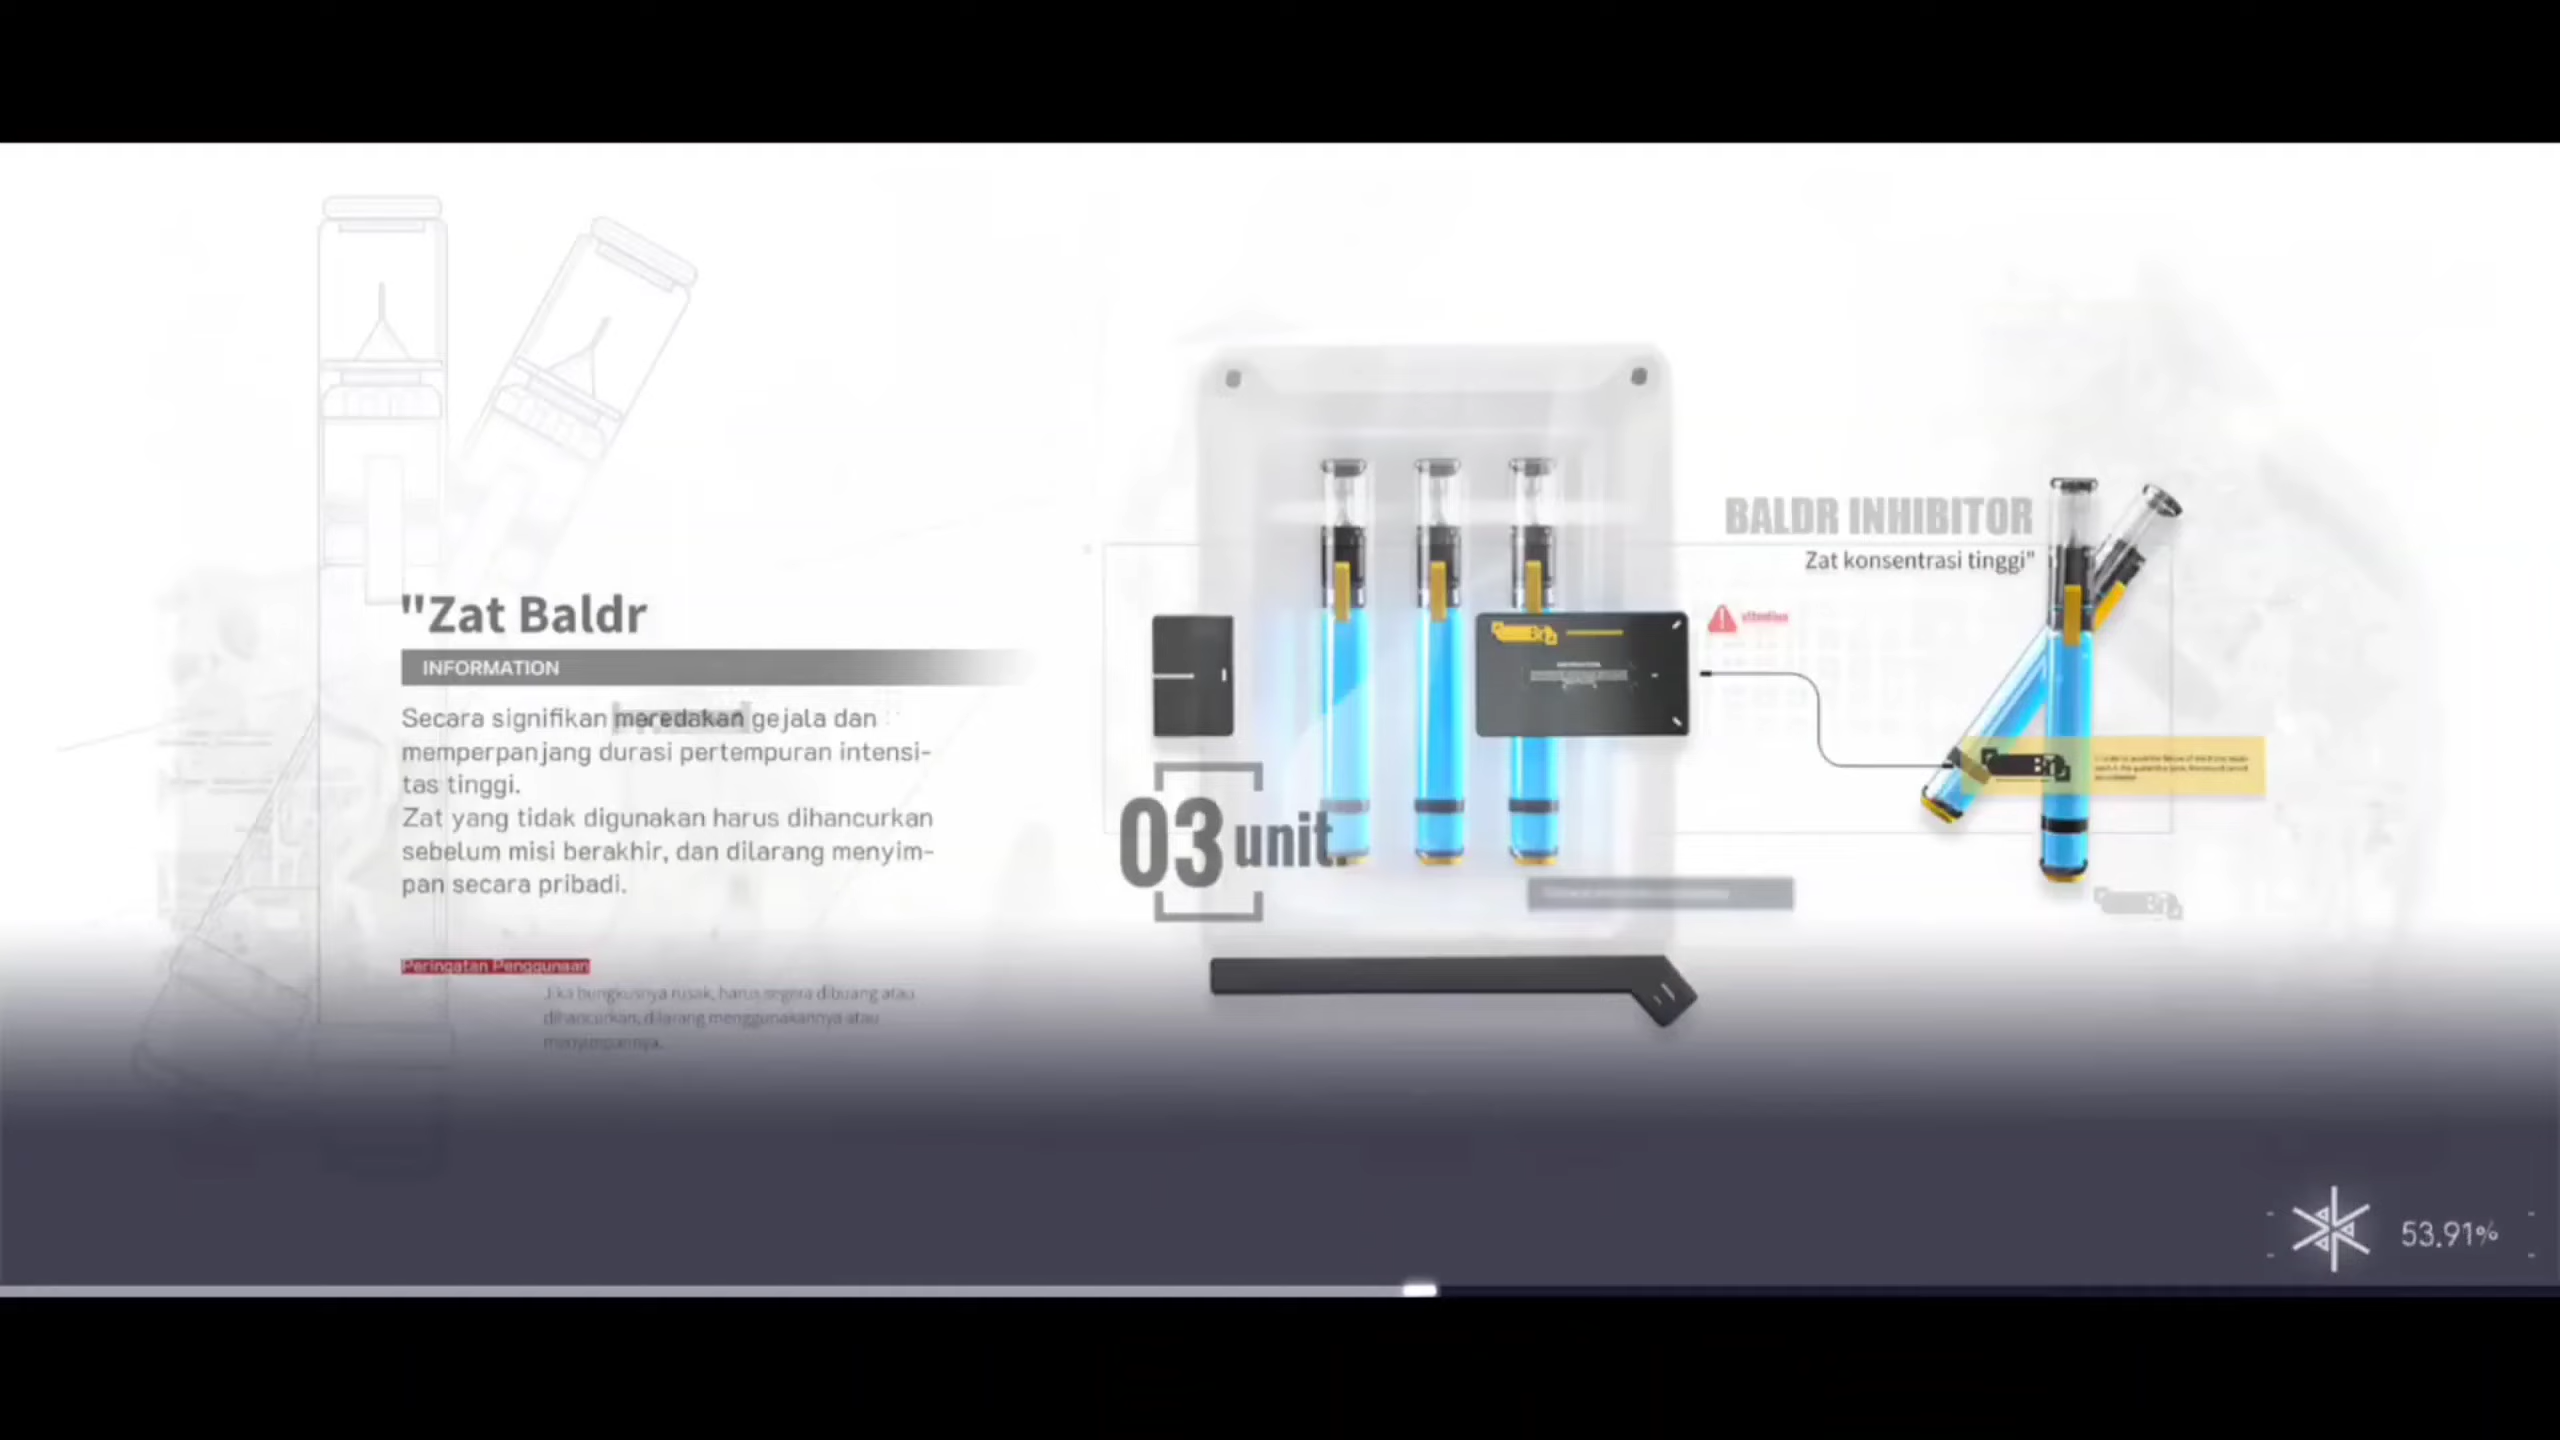 "Zat Baldr
INFORMATION
Secara signifikan meredakan gejala dan
memperpanjang durasi pertempuran intensi-
tas tinggi.
Zat yang tidak digunakan harus dihancurkan
sebelum misi berakhir, dan dilarang menyim-
pan secara pribadi.
Peringatan Penggunaan
Jika bungkusnya rusak, harus segera dibuang atau
dihancurkan, dilarang menggunakannya atau
menyimpannya.
03 unit
BALDR INHIBITOR
Zat konsentrasi tinggi"
attention
53.91%